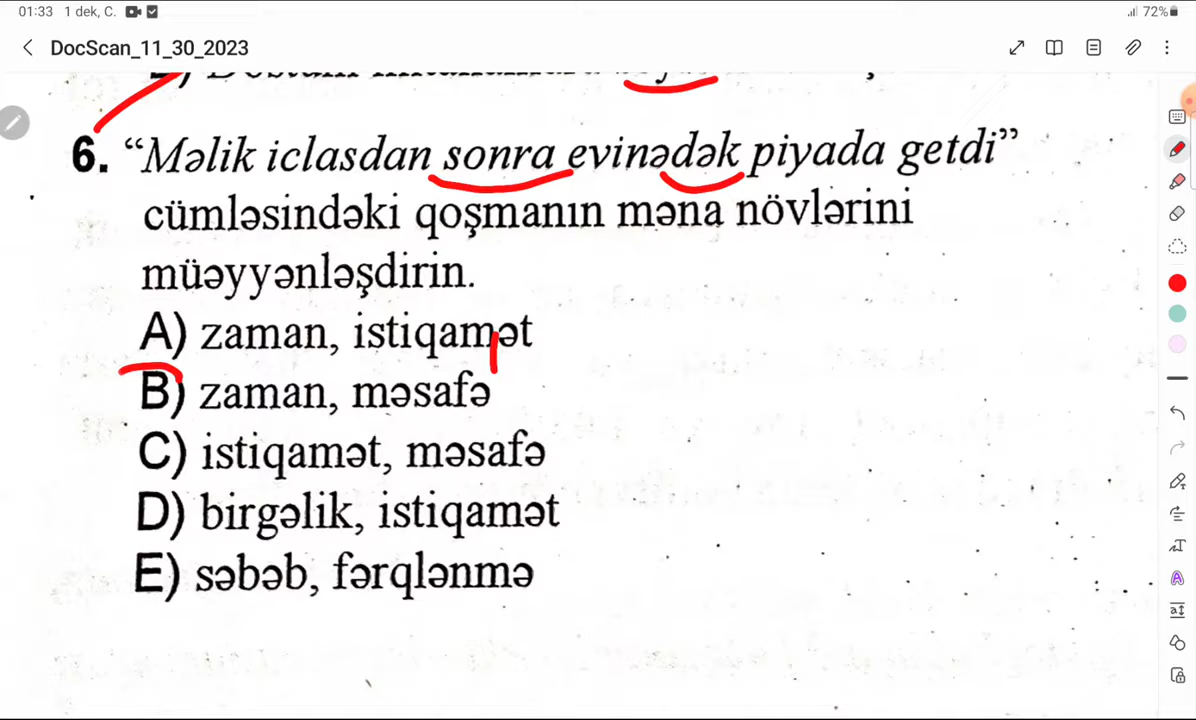 01:33 1 dek, C.
72%
DocScan_11_30_2023
6. “Məlik iclasdan sonra evinədək piyada getdi”
cümləsindəki qoşmanın məna növlərini
müəyyənləşdirin.
A) zaman, istiqamət
B) zaman, məsafə
C) istiqamət, məsafə
D) birgəlik, istiqamət
E) səbəb, fərqlənmə